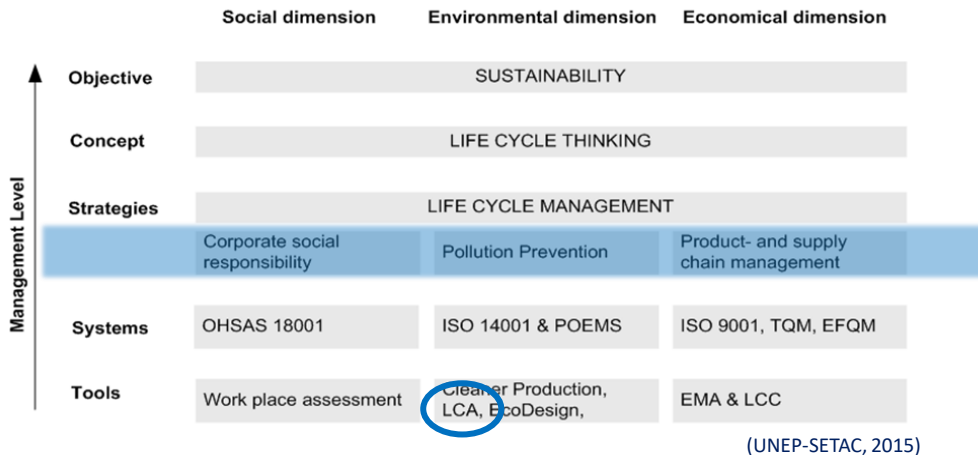 Social dimension Environmental dimension Economical dimension
Management Level
Objective SUSTAINABILITY
Concept LIFE CYCLE THINKING
Strategies LIFE CYCLE MANAGEMENT
Corporate social
responsibility
Pollution Prevention
Product- and supply
chain management
Systems OHSAS 18001 ISO 14001 & POEMS ISO 9001, TQM, EFQM
Tools Work place assessment
Cleaner Production,
LCA, EcoDesign,
EMA & LCC
(UNEP-SETAC, 2015)